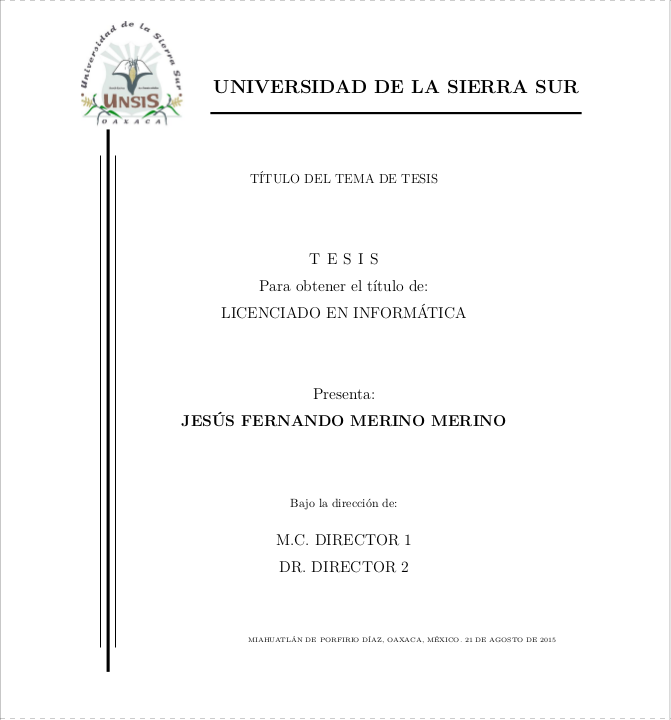 Universidad de la Sierra Sur
UNSIS
OAXACA
UNIVERSIDAD DE LA SIERRA SUR
TÍTULO DEL TEMA DE TESIS
T E S I S
Para obtener el título de:
LICENCIADO EN INFORMÁTICA
Presenta:
JESÚS FERNANDO MERINO MERINO
Bajo la dirección de:
M.C. DIRECTOR 1
DR. DIRECTOR 2
MIAHUATLÁN DE PORFIRIO DÍAZ, OAXACA, MÉXICO. 21 DE AGOSTO DE 2015